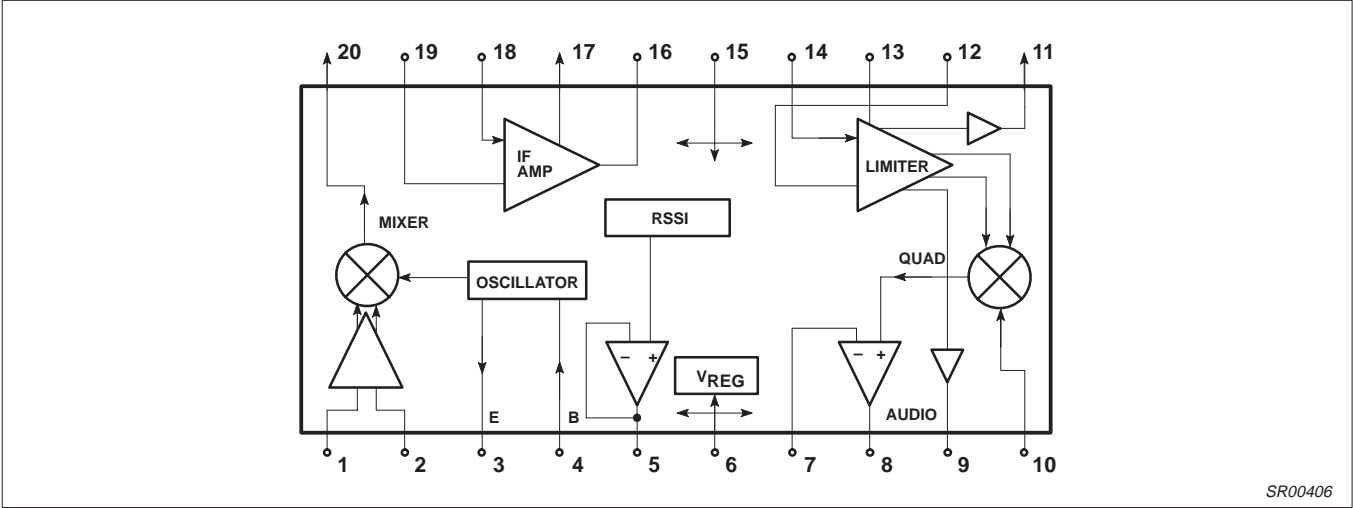 20 19 18 17 16 15 14 13 12 11
IF
AMP
LIMITER
RSSI
MIXER
QUAD
OSCILLATOR
– +
VREG
– +
E B
AUDIO
1 2 3 4 5 6 7 8 9 10
SR00406